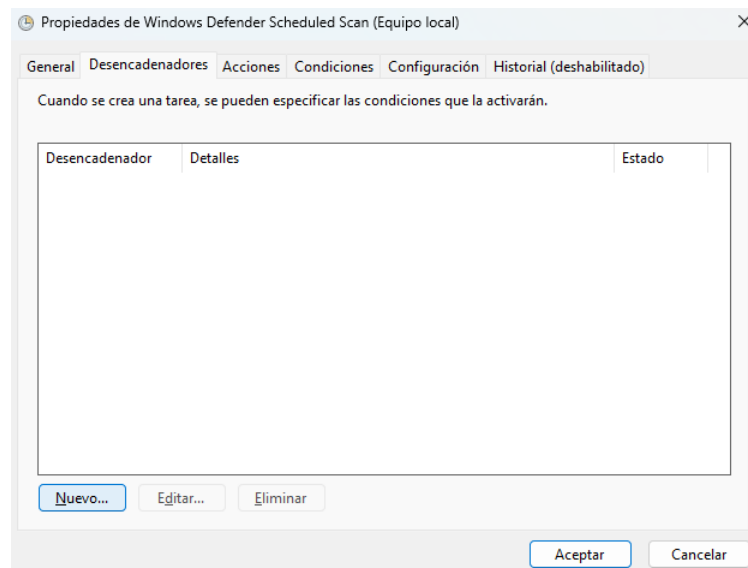 Propiedades de Windows Defender Scheduled Scan (Equipo local)
General Desencadenadores Acciones Condiciones Configuración Historial (deshabilitado)
Cuando se crea una tarea, se pueden especificar las condiciones que la activarán.
Desencadenador Detalles Estado
Nuevo... Editar... Eliminar
Aceptar Cancelar